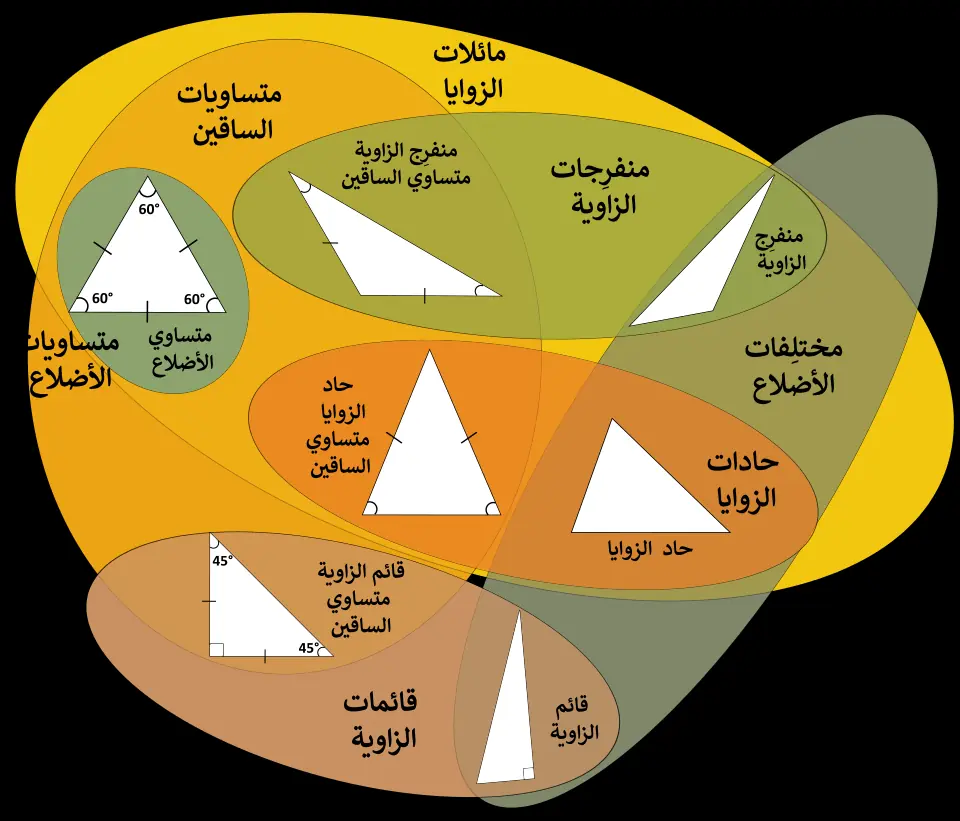 مائلات
الزوايا
متساويات
الساقين
منفرِج الزاوية
متساوي الساقين
منفرِجات
الزاوية
منفرِج
الزاوية
60°
60°
60°
متساوي
الأضلاع
متساويات
الأضلاع
مختلِفات
الأضلاع
حاد
الزوايا
متساوي
الساقين
حادات
الزوايا
حاد الزوايا
45°
45°
قائم الزاوية
متساوي
الساقين
قائمات
الزاوية
قائم
الزاوية